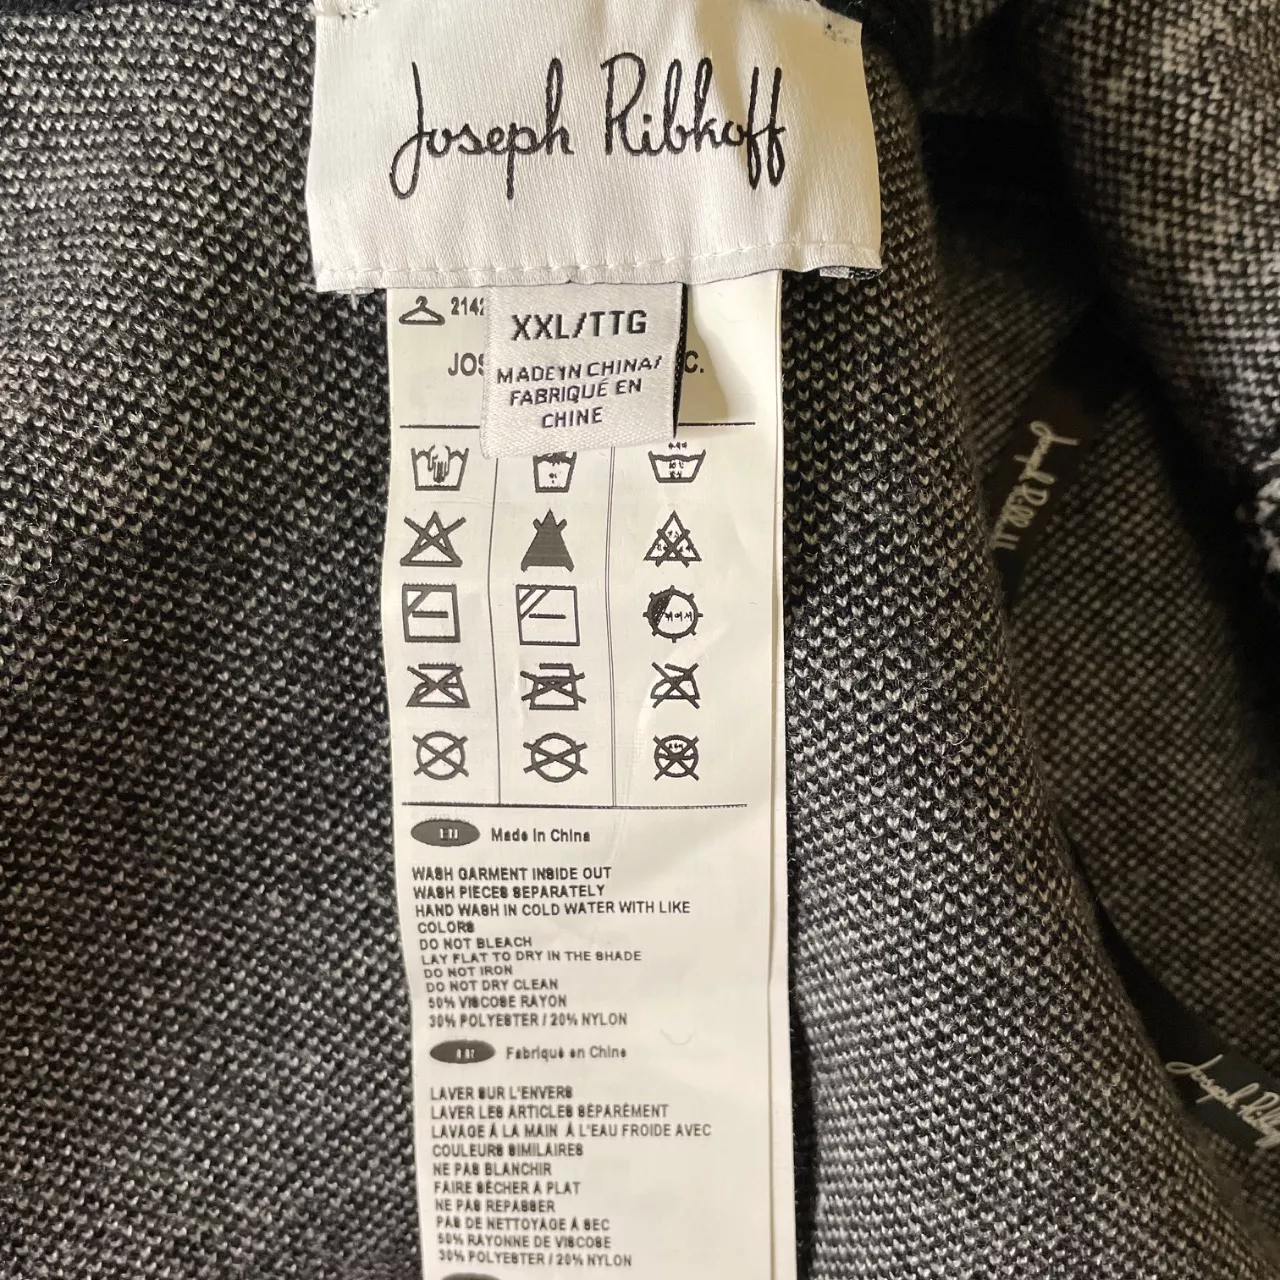 Joseph Ribkoff
2142
XXL/TTG
JOS C.
MADE IN CHINA/
FABRIQUÉ EN
CHINE
Made in China
WASH GARMENT INSIDE OUT
WASH PIECES SEPARATELY
HAND WASH IN COLD WATER WITH LIKE
COLORS
DO NOT BLEACH
LAY FLAT TO DRY IN THE SHADE
DO NOT IRON
DO NOT DRY CLEAN
50% VISCOSE RAYON
30% POLYESTER / 20% NYLON
Fabriqué en Chine
LAVER SUR L'ENVERS
LAVER LES ARTICLES SÉPARÉMENT
LAVAGE Á LA MAIN Á L'EAU FROIDE AVEC
COULEURS SIMILAIRES
NE PAS BLANCHIR
FAIRE SÉCHER A PLAT
NE PAS REPASSER
PAS DE NETTOYAGE Á SEC
50% RAYONNE DE VISCOSE
30% POLYESTER / 20% NYLON
Joseph
Joseph